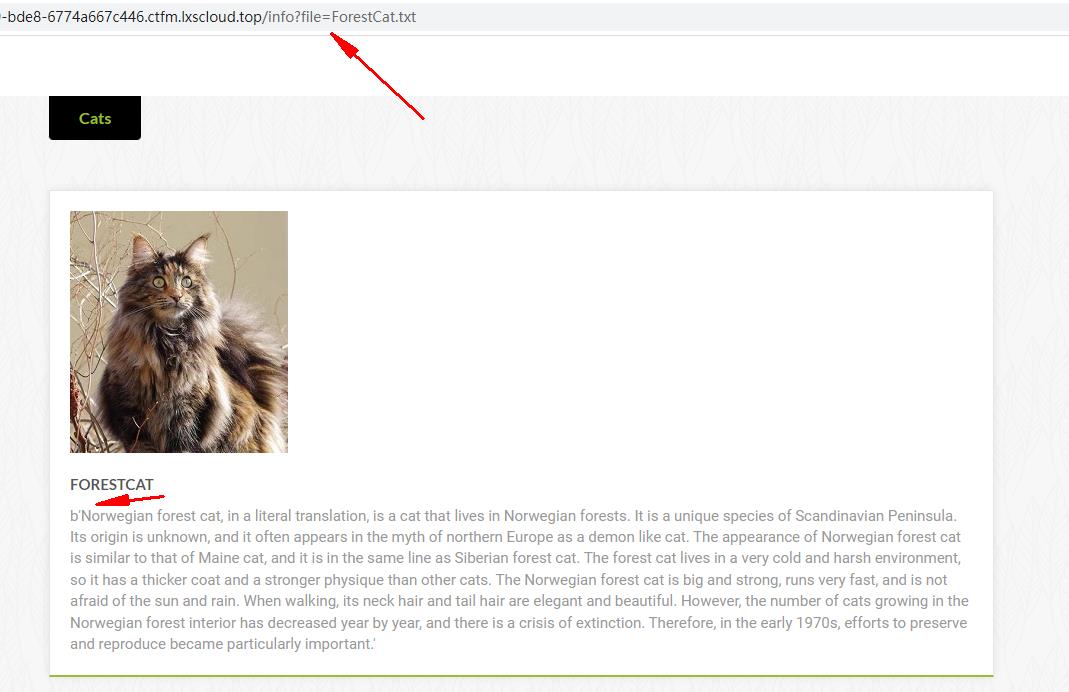 -bde8-6774a667c446.ctfm.lxscloud.top/info?file=ForestCat.txt
Cats
FORESTCAT
b'Norwegian forest cat, in a literal translation, is a cat that lives in Norwegian forests. It is a unique species of Scandinavian Peninsula.
Its origin is unknown, and it often appears in the myth of northern Europe as a demon like cat. The appearance of Norwegian forest cat
is similar to that of Maine cat, and it is in the same line as Siberian forest cat. The forest cat lives in a very cold and harsh environment,
so it has a thicker coat and a stronger physique than other cats. The Norwegian forest cat is big and strong, runs very fast, and is not
afraid of the sun and rain. When walking, its neck hair and tail hair are elegant and beautiful. However, the number of cats growing in the
Norwegian forest interior has decreased year by year, and there is a crisis of extinction. Therefore, in the early 1970s, efforts to preserve
and reproduce became particularly important.'